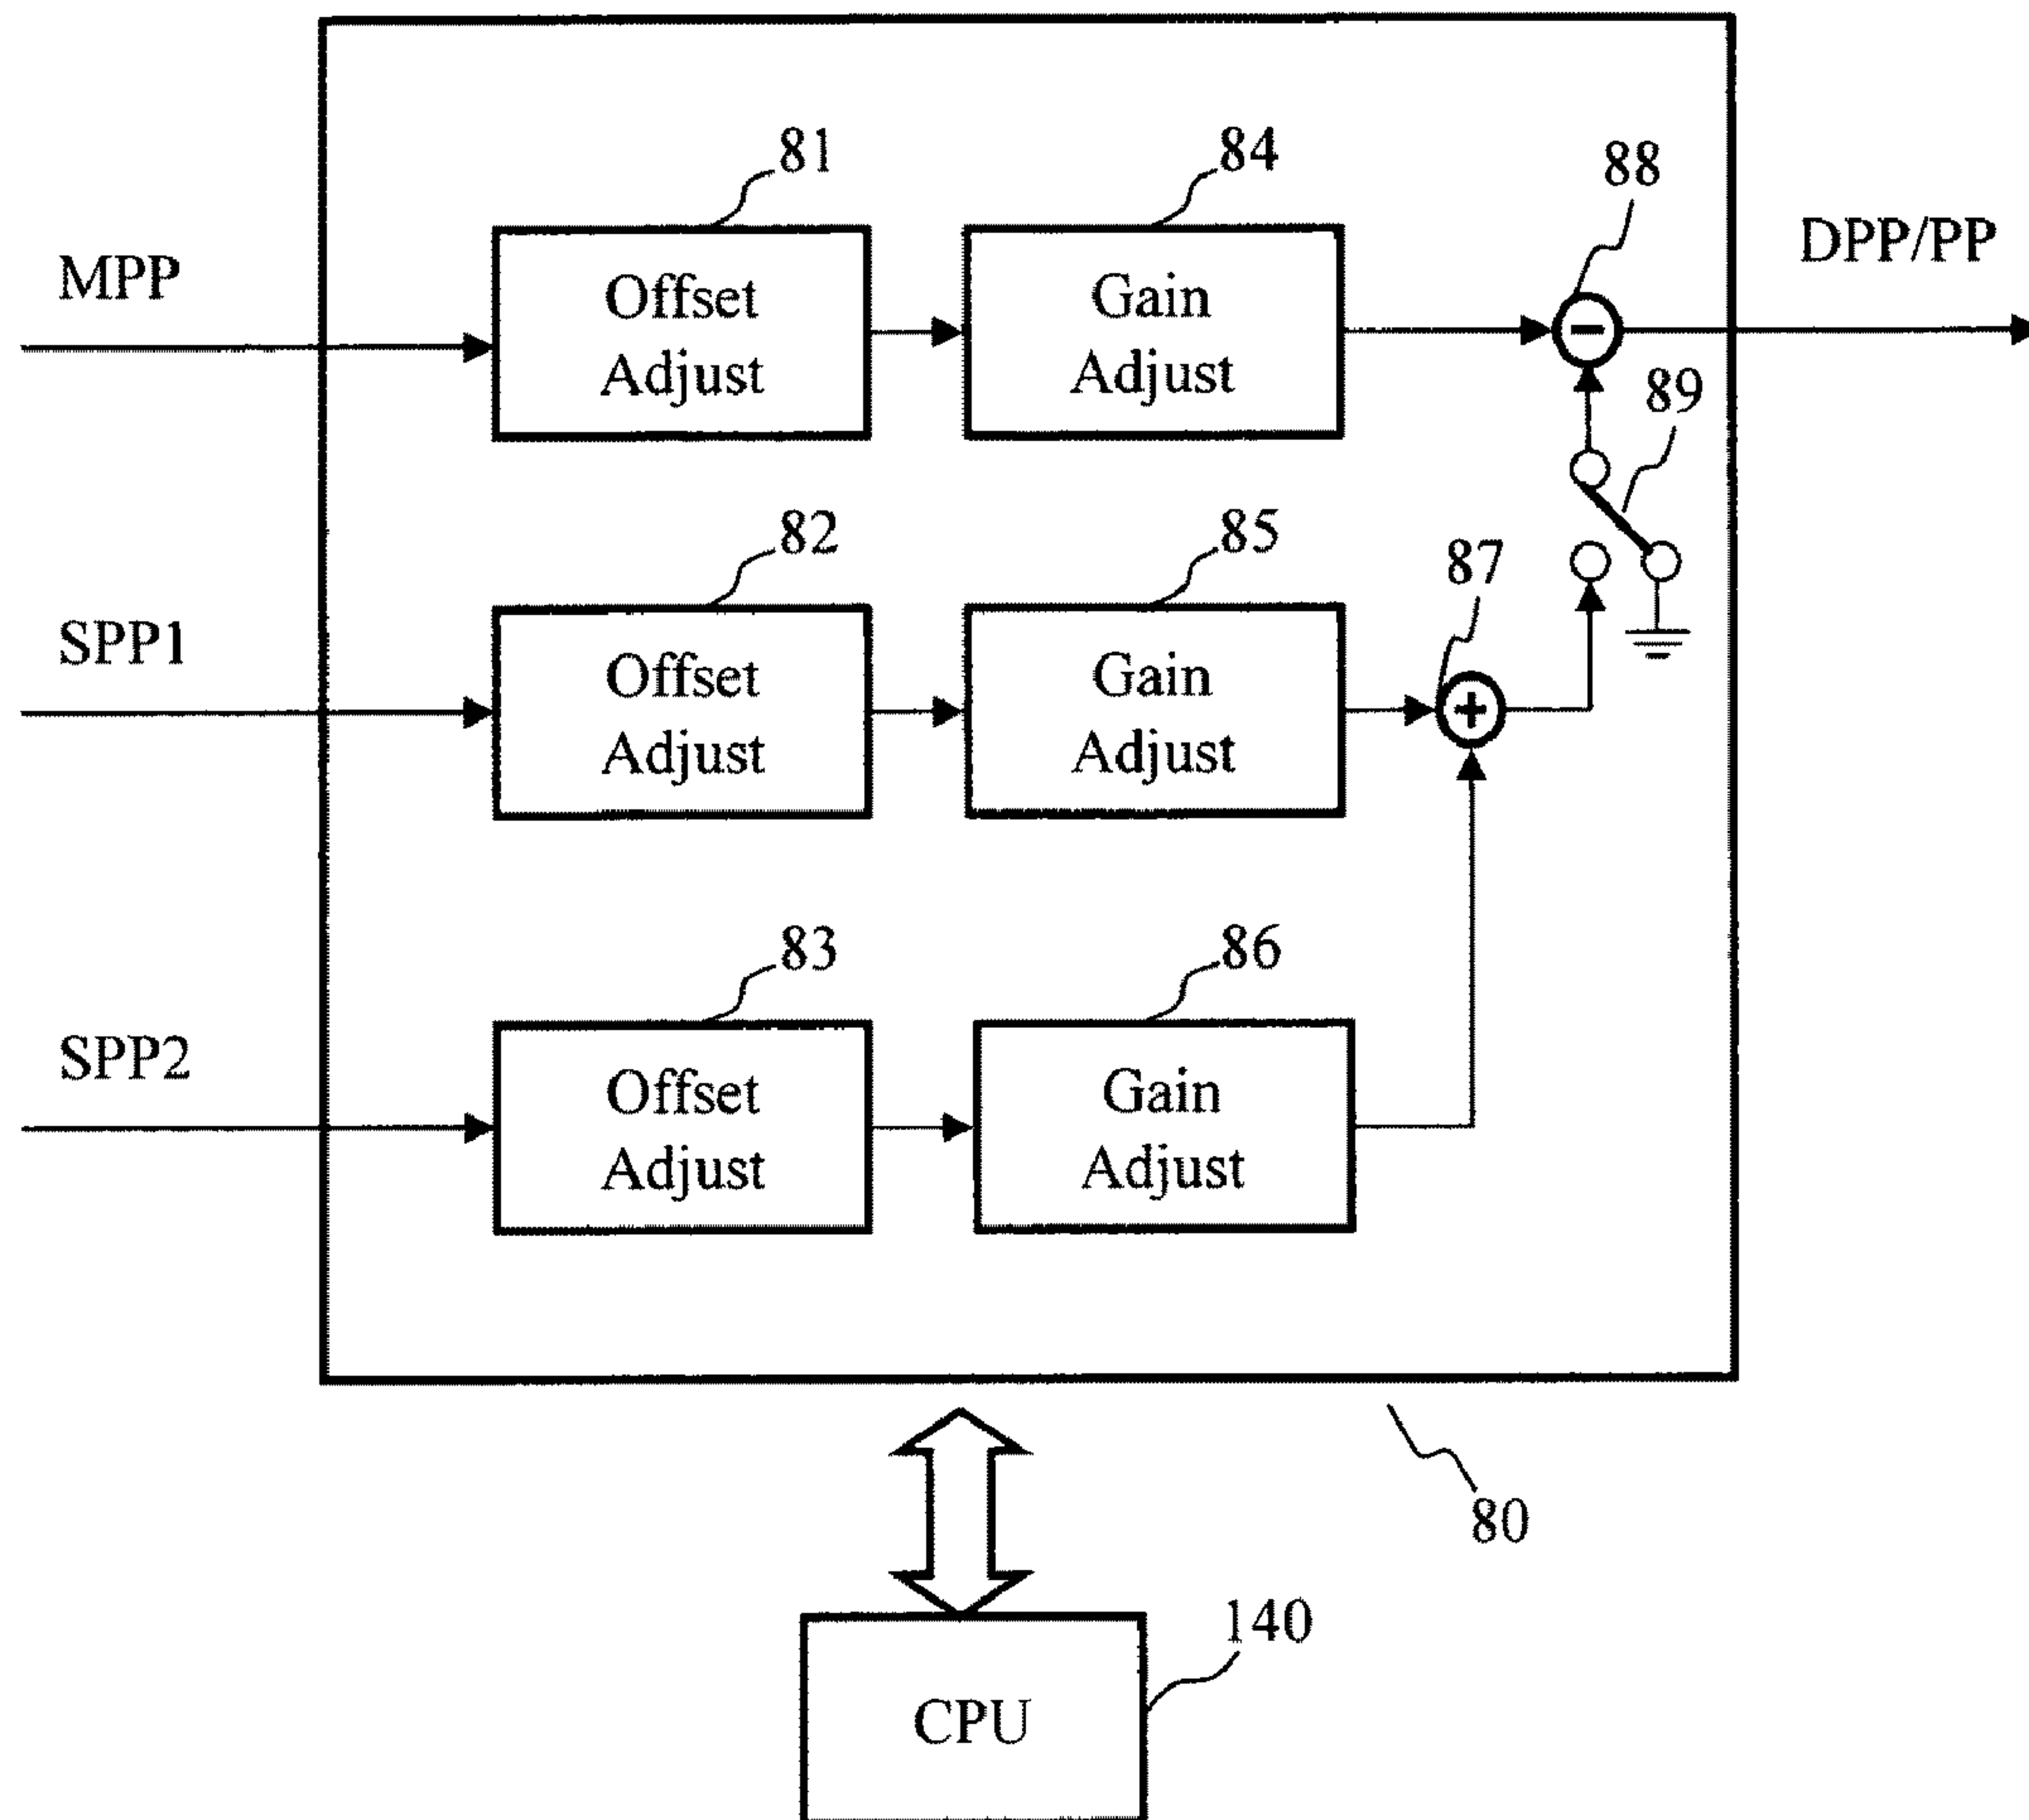 81
84
88
MPP
Offset
Adjust
Gain
Adjust
DPP/PP
89
82
85
87
SPP1
Offset
Adjust
Gain
Adjust
83
86
SPP2
Offset
Adjust
Gain
Adjust
80
140
CPU